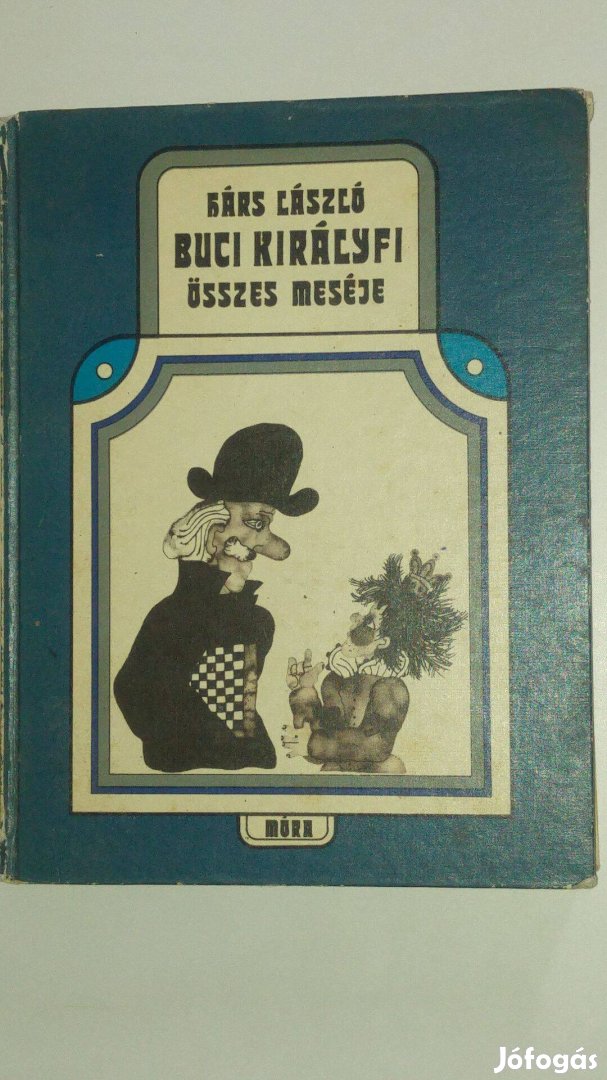 HÁRS LÁSZLÓ
BUCI KIRÁLYFI
ÖSSZES MESÉJE
MÓRA
Jófogás